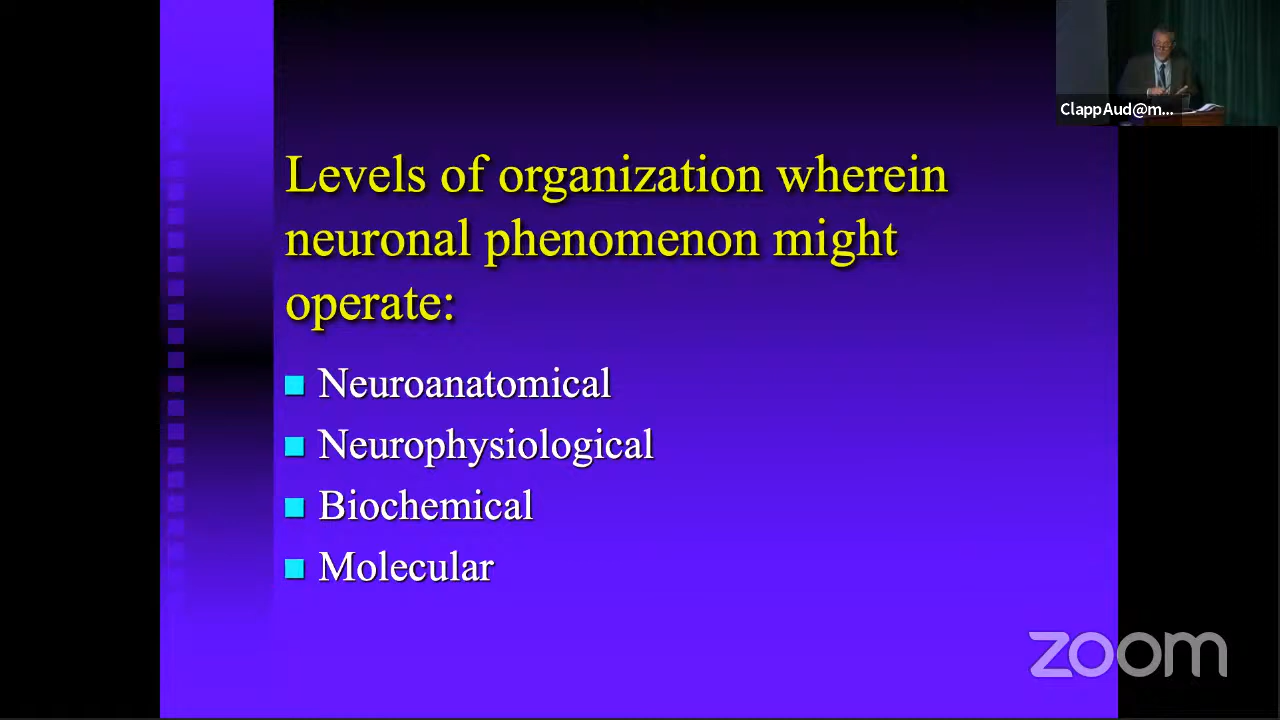 ClappAud@m...
Levels of organization wherein
neuronal phenomenon might
operate:
Neuroanatomical
Neurophysiological
Biochemical
Molecular
zoom